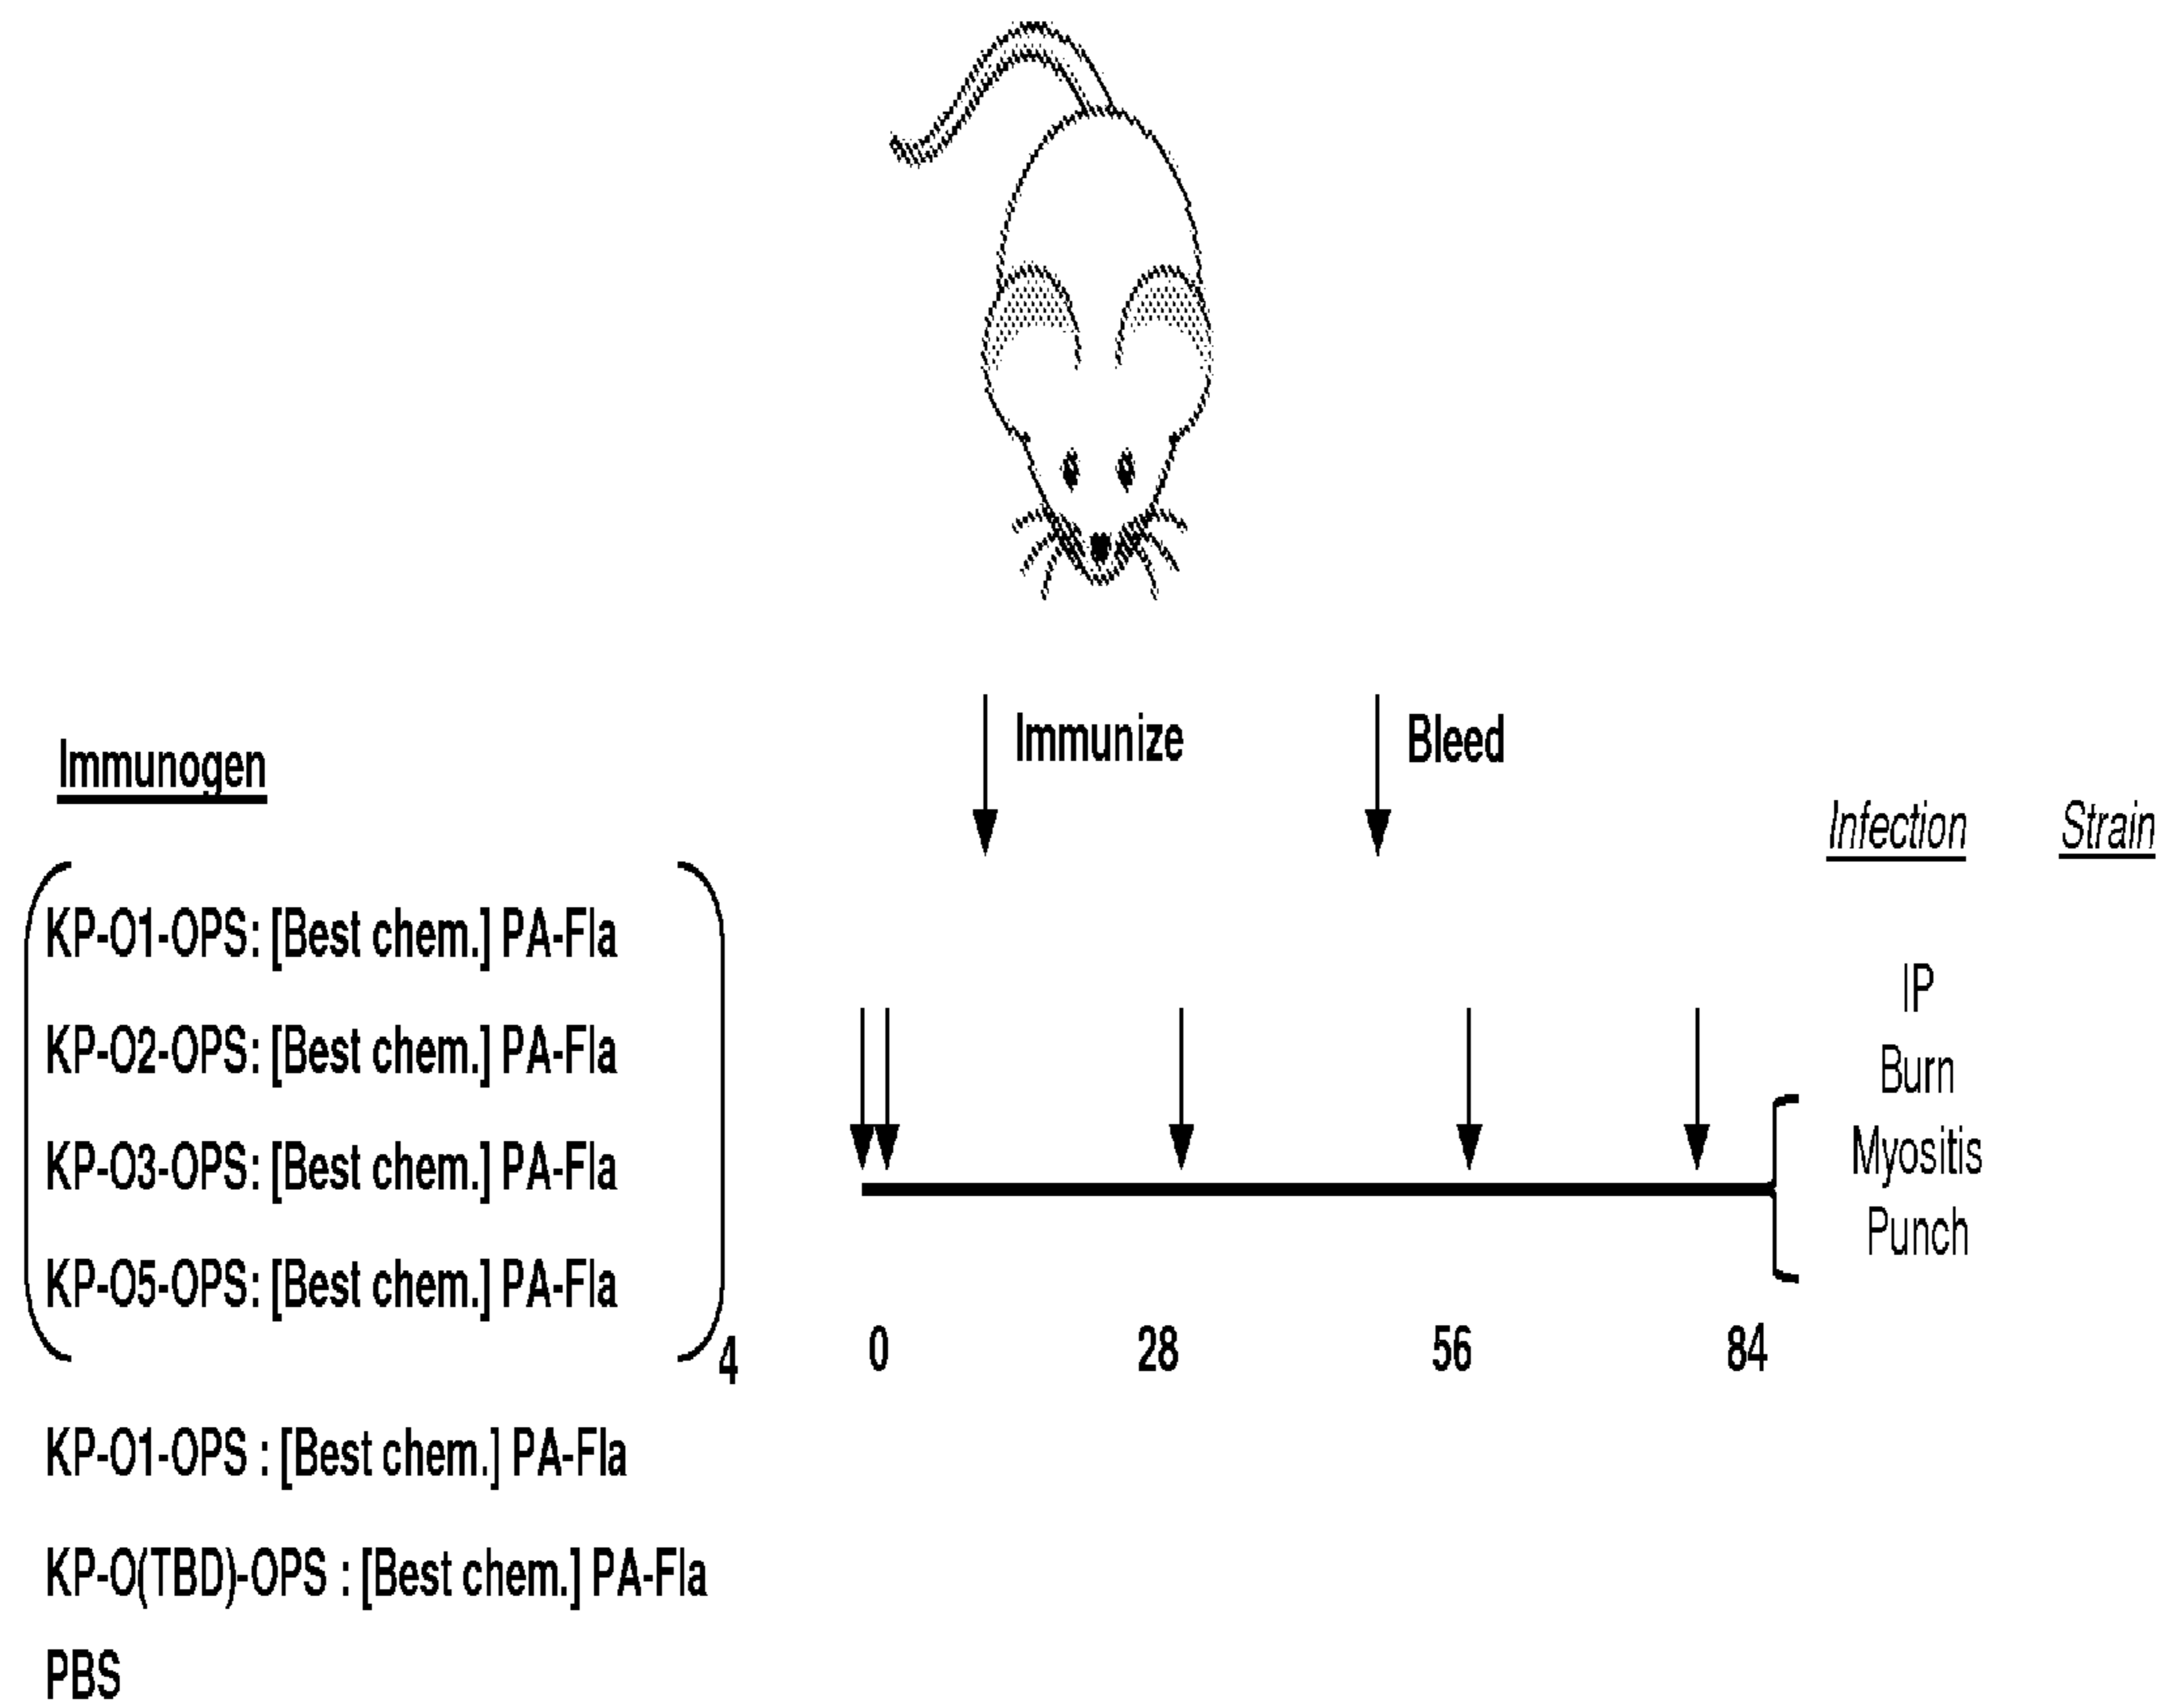 Immunize
Bleed
Immunogen
Infection
Strain
KP-O1-OPS: [Best chem.] PA-Fla
KP-O2-OPS: [Best chem.] PA-Fla
KP-O3-OPS: [Best chem.] PA-Fla
KP-O5-OPS: [Best chem.] PA-Fla
4
IP
Burn
Myositis
Punch
0 28 56 84
KP-O1-OPS : [Best chem.] PA-Fla
KP-O(TBD)-OPS : [Best chem.] PA-Fla
PBS